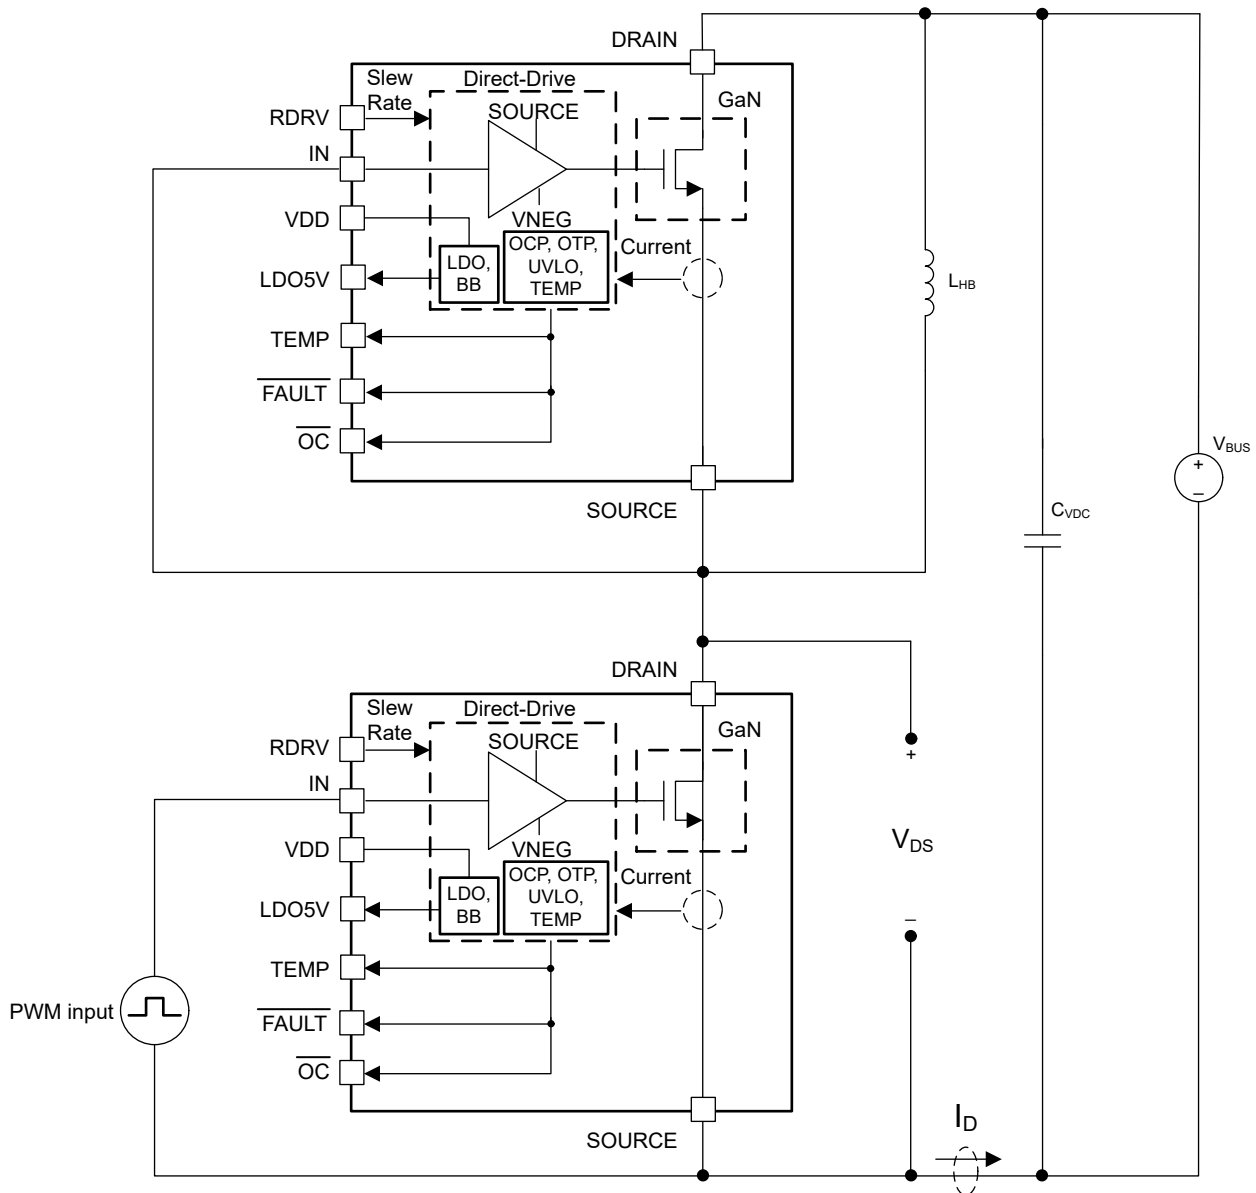 DRAIN
Slew
Rate
Direct-Drive
SOURCE
GaN
RDRV
IN
VDD
VNEG
LDO,
BB
OCP, OTP,
UVLO,
TEMP
Current
LDO5V
TEMP
FAULT
OC
SOURCE
LHB
CVDC
VBUS
+
–
DRAIN
Slew
Rate
Direct-Drive
SOURCE
GaN
RDRV
IN
VDD
VNEG
LDO,
BB
OCP, OTP,
UVLO,
TEMP
Current
LDO5V
TEMP
FAULT
OC
SOURCE
PWM input
+
VDS
–
ID